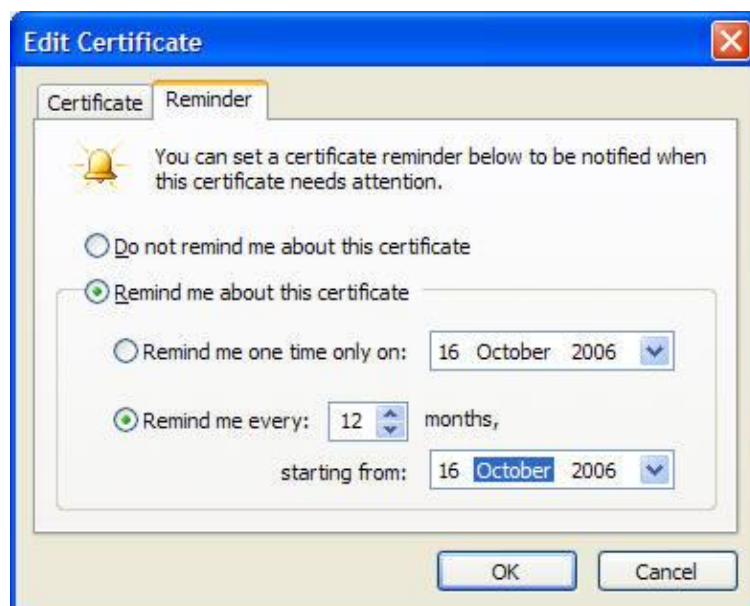 Edit Certificate
Certificate Reminder
You can set a certificate reminder below to be notified when
this certificate needs attention.
Do not remind me about this certificate
Remind me about this certificate
Remind me one time only on: 16 October 2006
Remind me every: 12 months,
starting from: 16 October 2006
OK Cancel